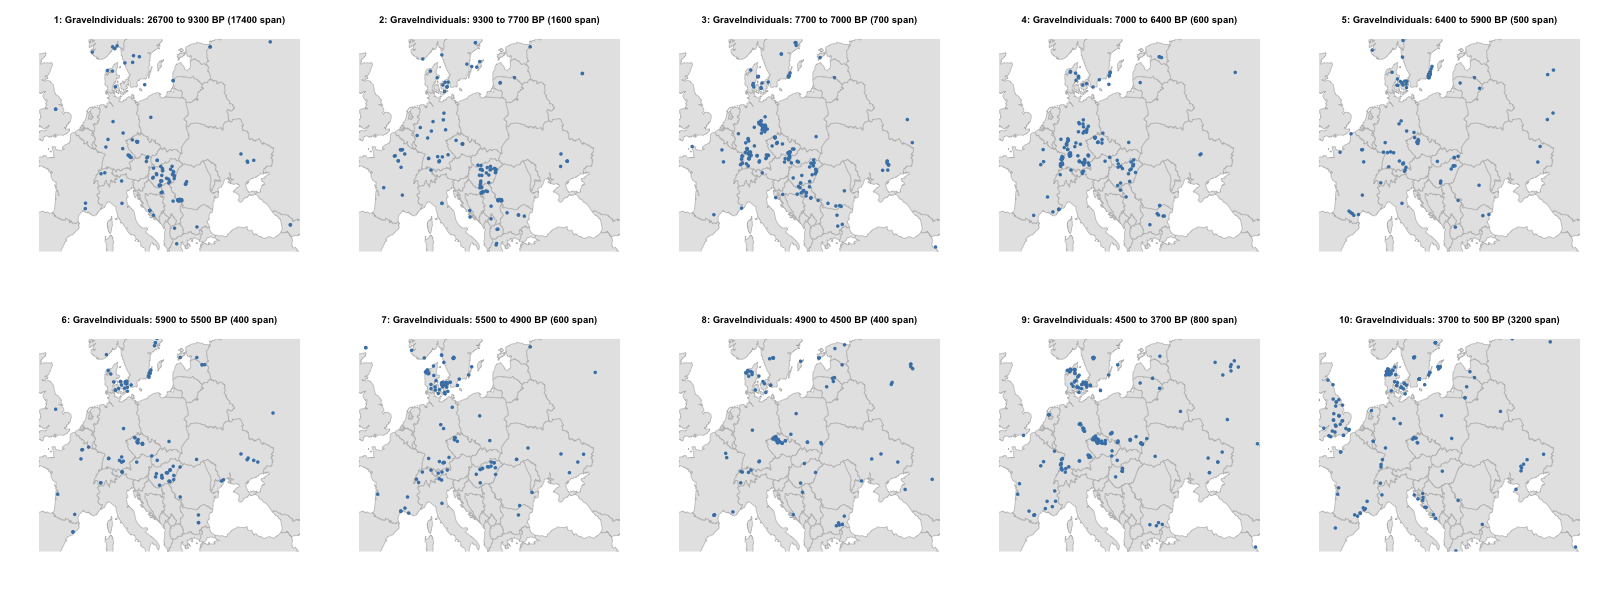 1: GraveIndividuals: 26700 to 9300 BP (17400 span)
2: GraveIndividuals: 9300 to 7700 BP (1600 span)
3: GraveIndividuals: 7700 to 7000 BP (700 span)
4: GraveIndividuals: 7000 to 6400 BP (600 span)
5: GraveIndividuals: 6400 to 5900 BP (500 span)
6: GraveIndividuals: 5900 to 5500 BP (400 span)
7: GraveIndividuals: 5500 to 4900 BP (600 span)
8: GraveIndividuals: 4900 to 4500 BP (400 span)
9: GraveIndividuals: 4500 to 3700 BP (800 span)
10: GraveIndividuals: 3700 to 500 BP (3200 span)